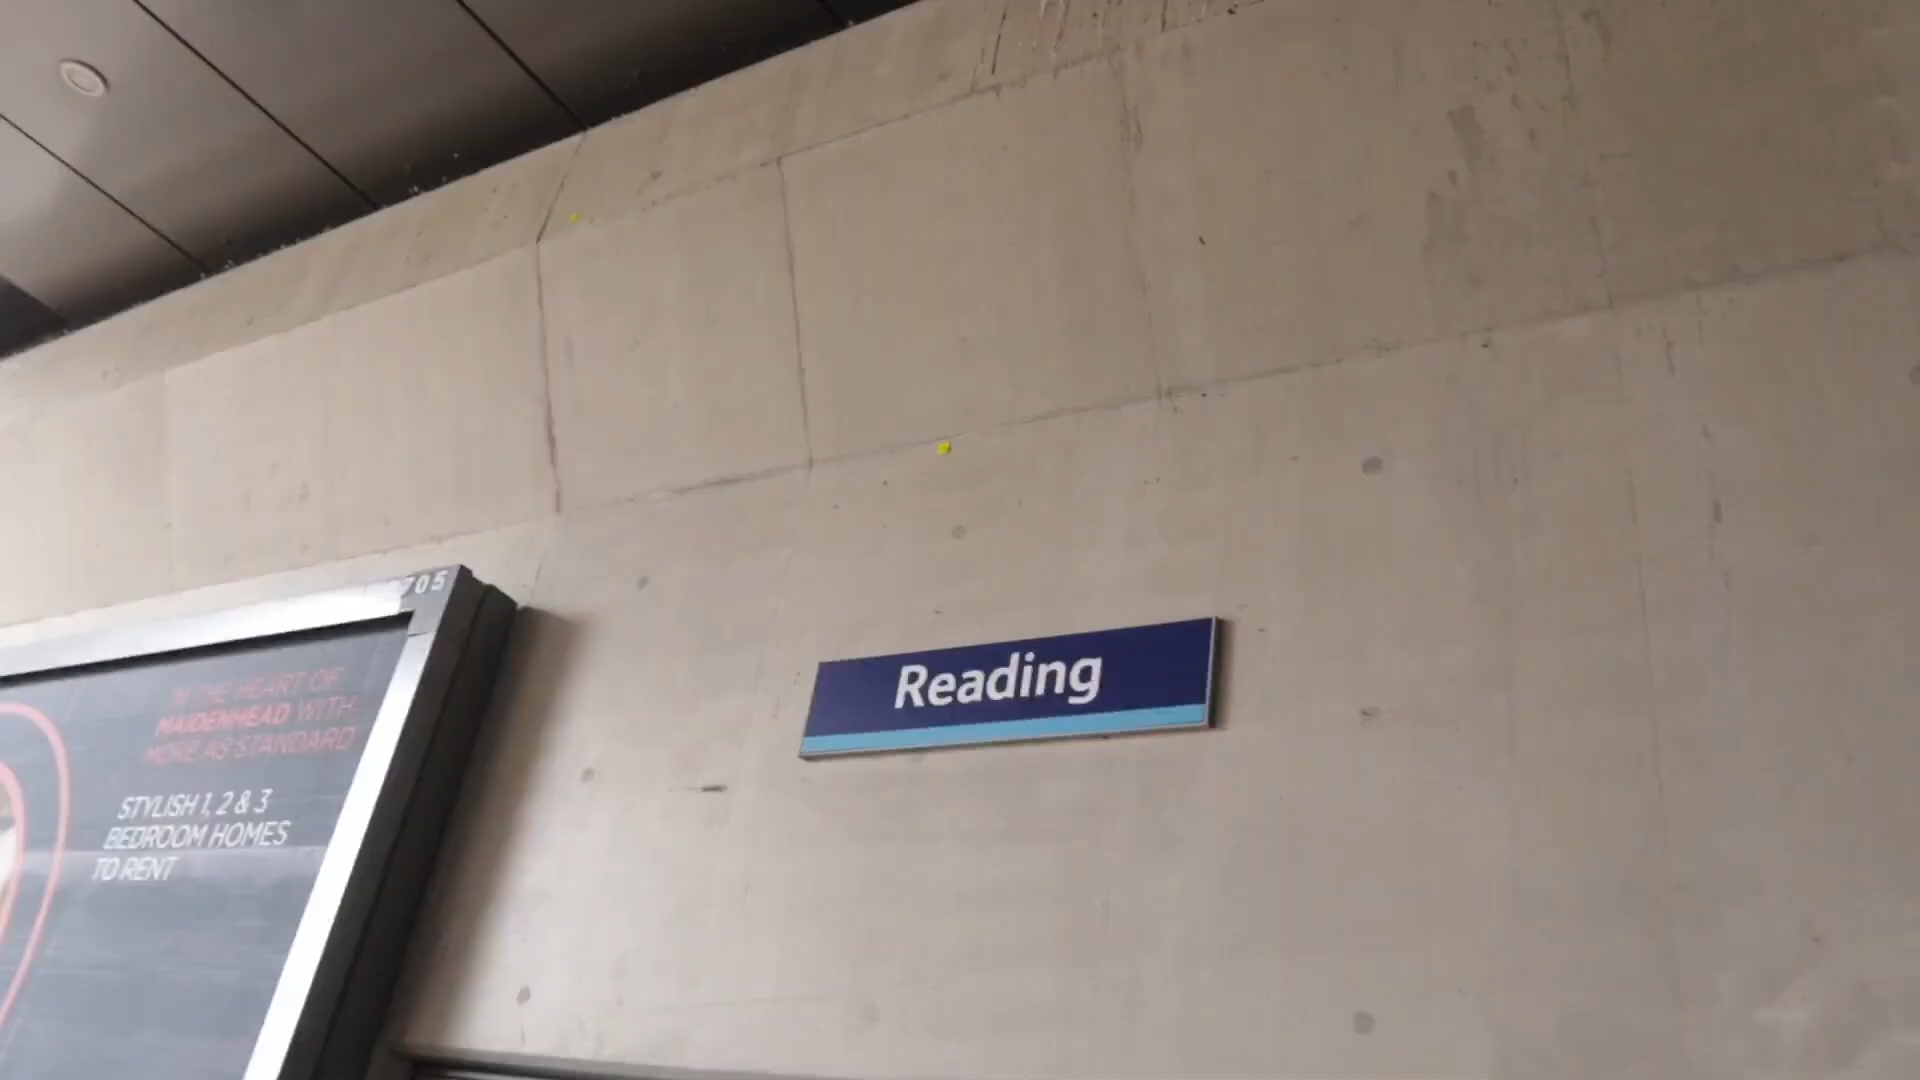 705
IN THE HEART OF
MAIDENHEAD WITH
MORE AS STANDARD
STYLISH 1, 2 & 3
BEDROOM HOMES
TO RENT
Reading